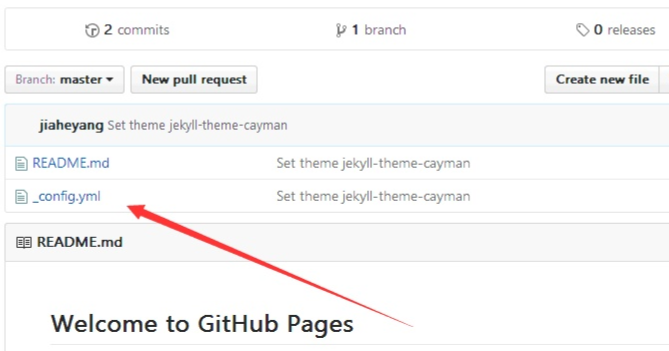 2 commits 1 branch 0 releases
Branch: master New pull request Create new file
jiaheyang Set theme jekyll-theme-cayman
README.md Set theme jekyll-theme-cayman
_config.yml Set theme jekyll-theme-cayman
README.md
Welcome to GitHub Pages